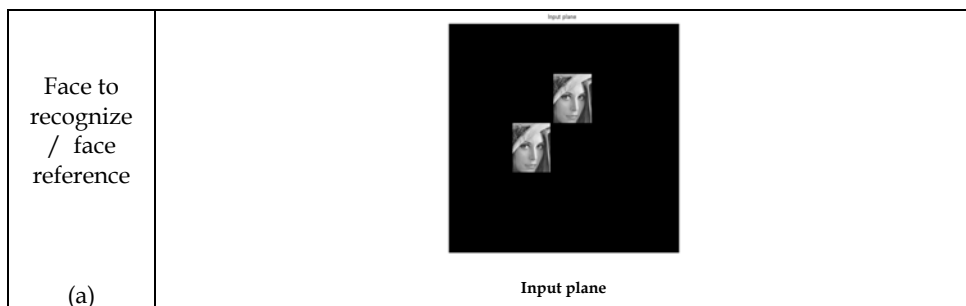 Input plane
Face to
recognize
/ face
reference
(a)
Input plane